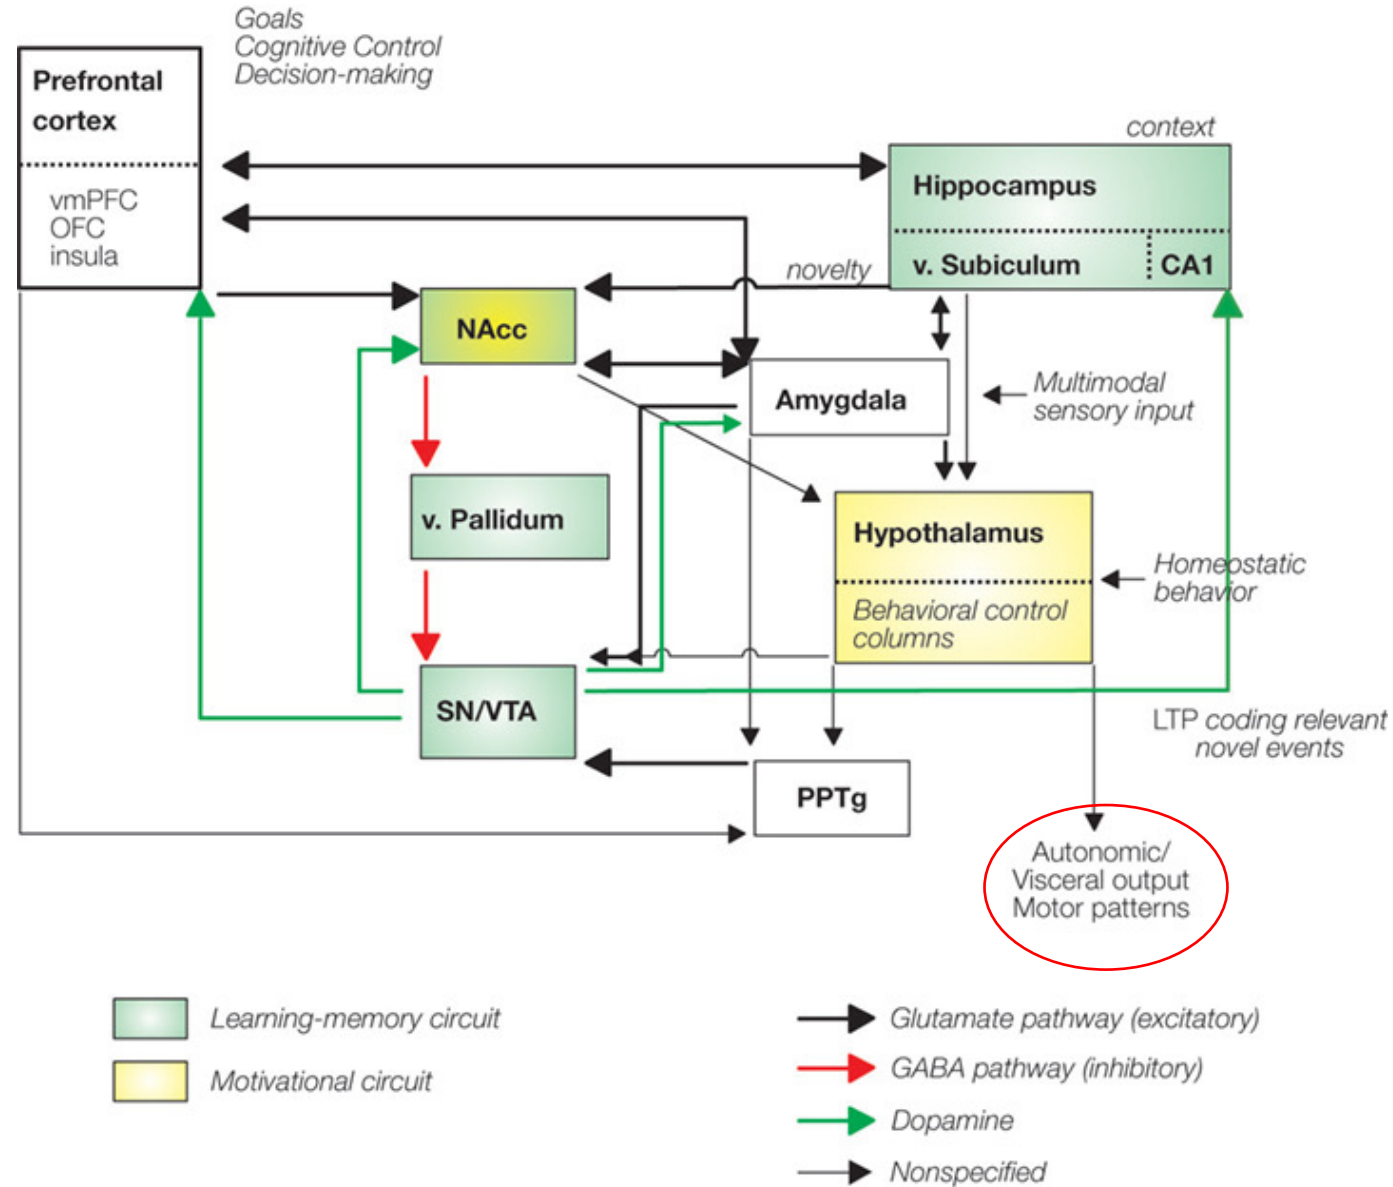 Goals
Cognitive Control
Decision-making
Prefrontal
cortex
vmPFC
OFC
insula
context
Hippocampus
v. Subiculum
CA1
novelty
NAcc
Amygdala
Multimodal
sensory input
v. Pallidum
Hypothalamus
Behavioral control
columns
Homeostatic
behavior
SN/VTA
LTP coding relevant
novel events
PPTg
Autonomic/
Visceral output
Motor patterns
Learning-memory circuit
Motivational circuit
Glutamate pathway (excitatory)
GABA pathway (inhibitory)
Dopamine
Nonspecified